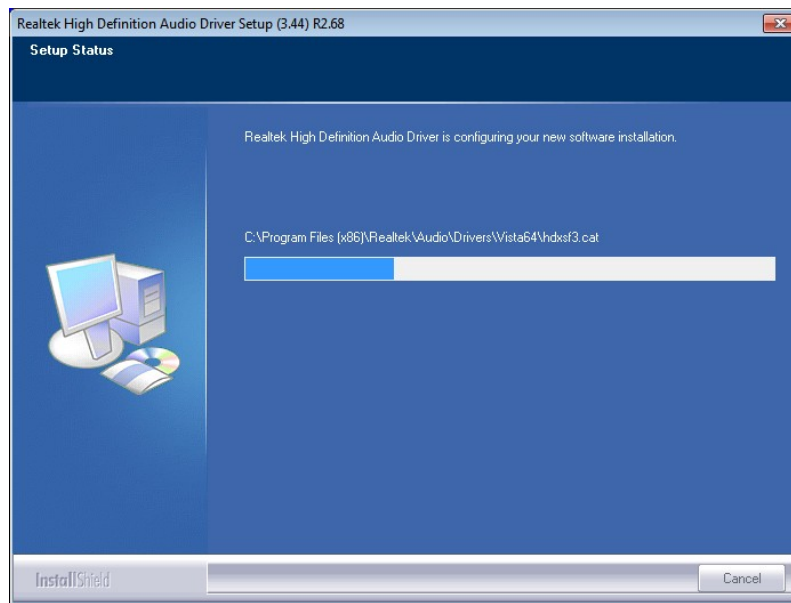 Realtek High Definition Audio Driver Setup (3.44) R2.68
Setup Status
Realtek High Definition Audio Driver is configuring your new software installation.
C:\Program Files (x86)\Realtek\Audio\Drivers\Vista64\hdxsf3.cat
InstallShield
Cancel